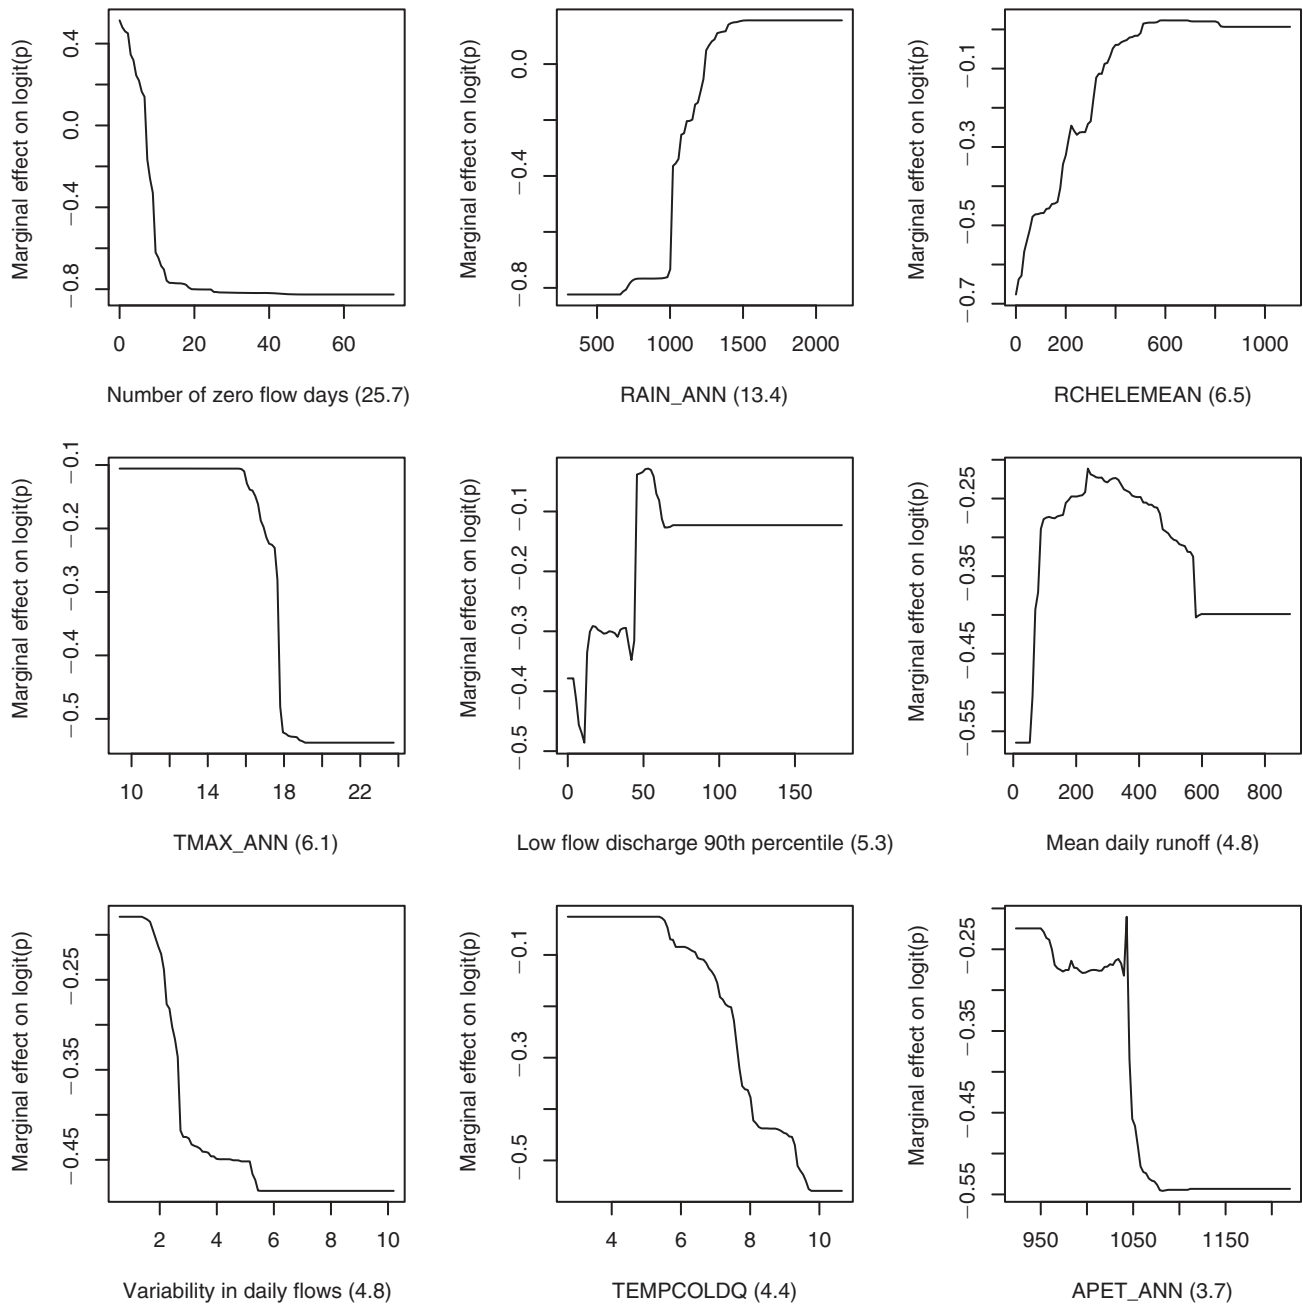 Marginal effect on logit(p)
0.4
0.0
−0.4
−0.8
0 20 40 60
Number of zero flow days (25.7)
Marginal effect on logit(p)
0.0
−0.4
−0.8
500 1000 1500 2000
RAIN_ANN (13.4)
Marginal effect on logit(p)
−0.1
−0.3
−0.5
−0.7
0 200 600 1000
RCHELEMEAN (6.5)
Marginal effect on logit(p)
−0.1
−0.2
−0.3
−0.4
−0.5
10 14 18 22
TMAX_ANN (6.1)
Marginal effect on logit(p)
−0.1
−0.2
−0.3
−0.4
−0.5
0 50 100 150
Low flow discharge 90th percentile (5.3)
Marginal effect on logit(p)
−0.25
−0.35
−0.45
−0.55
0 200 400 600 800
Mean daily runoff (4.8)
Marginal effect on logit(p)
−0.25
−0.35
−0.45
2 4 6 8 10
Variability in daily flows (4.8)
Marginal effect on logit(p)
−0.1
−0.3
−0.5
4 6 8 10
TEMPCOLDQ (4.4)
Marginal effect on logit(p)
−0.25
−0.35
−0.45
−0.55
950 1050 1150
APET_ANN (3.7)